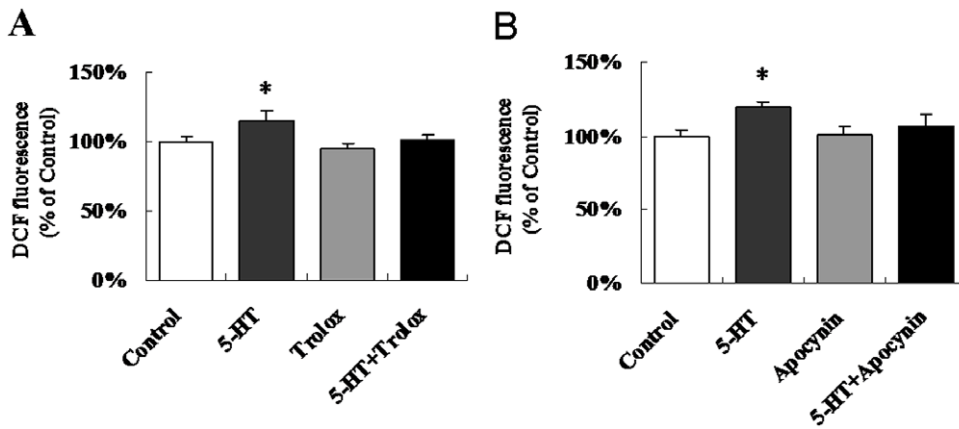 A
DCF fluorescence
(% of Control)
150%
100%
50%
0%
*
Control
5-HT
Trolox
5-HT+Trolox
B
DCF fluorescence
(% of Control)
150%
100%
50%
0%
*
Control
5-HT
Apocynin
5-HT+Apocynin